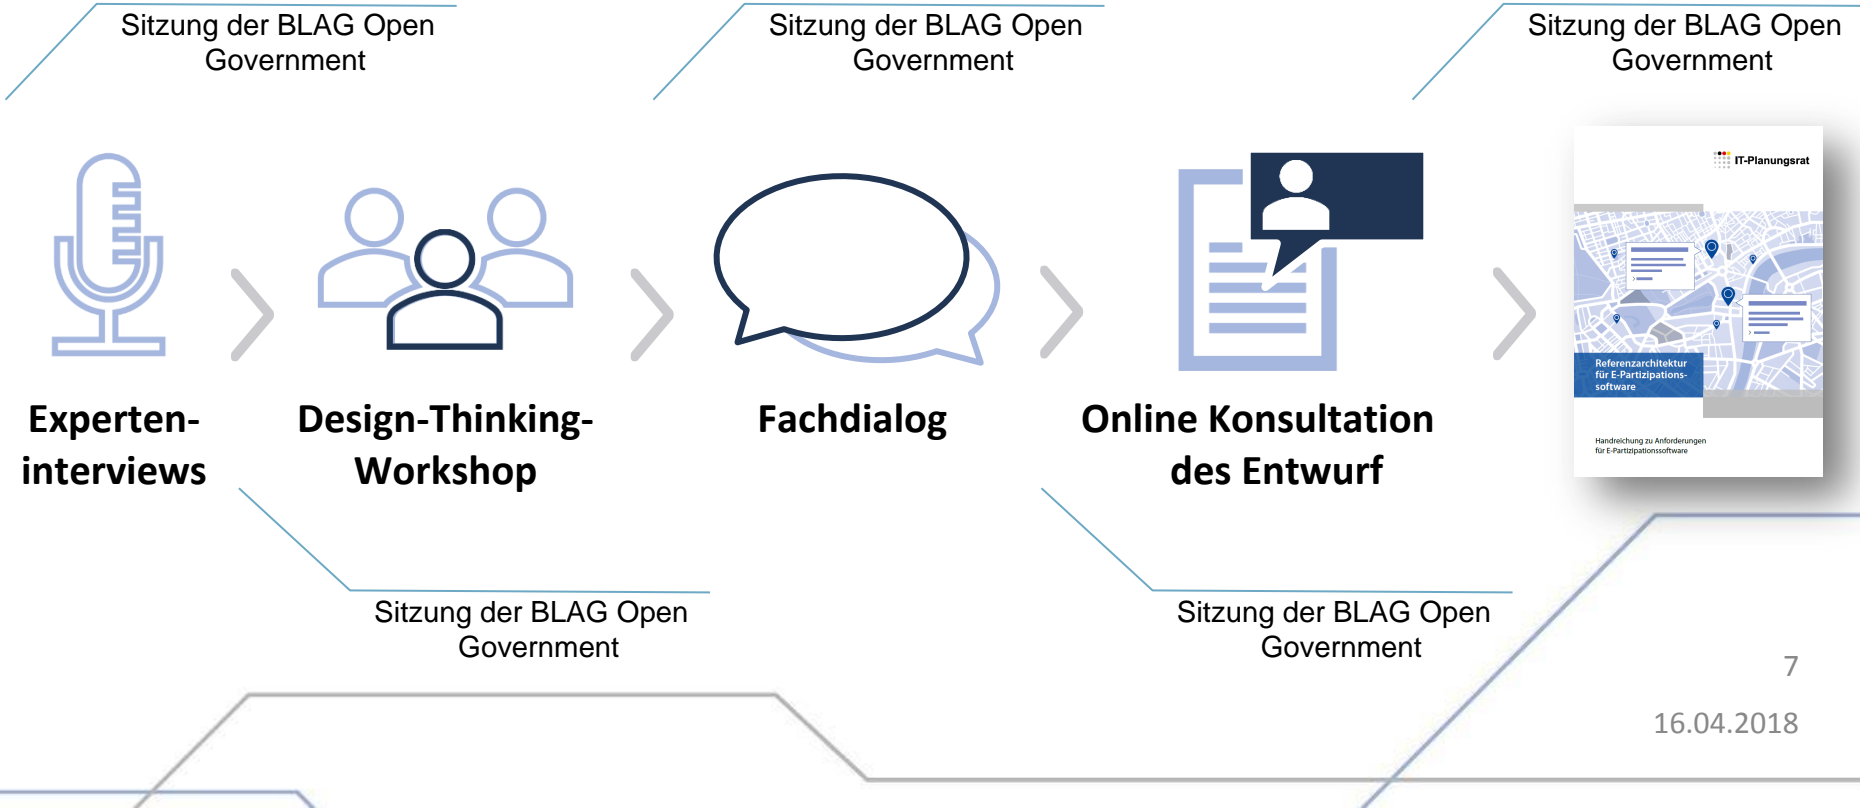 Sitzung der BLAG Open
Government
Sitzung der BLAG Open
Government
Sitzung der BLAG Open
Government
IT-Planungsrat
Referenzarchitektur
für E-Partizipations-
software
Handreichung zu Anforderungen
für E-Partizipationssoftware
Experten-
interviews
Design-Thinking-
Workshop
Fachdialog
Online Konsultation
des Entwurf
Sitzung der BLAG Open
Government
Sitzung der BLAG Open
Government
7
16.04.2018